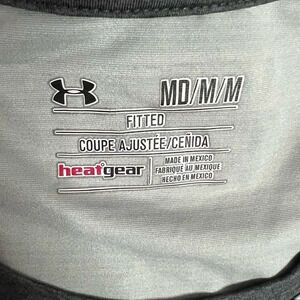 MD/M/M
FITTED
COUPE AJUSTÉE/CEÑIDA
heatgear
MADE IN MEXICO
FABRIQUÉ AU MEXIQUE
HECHO EN MÉXICO